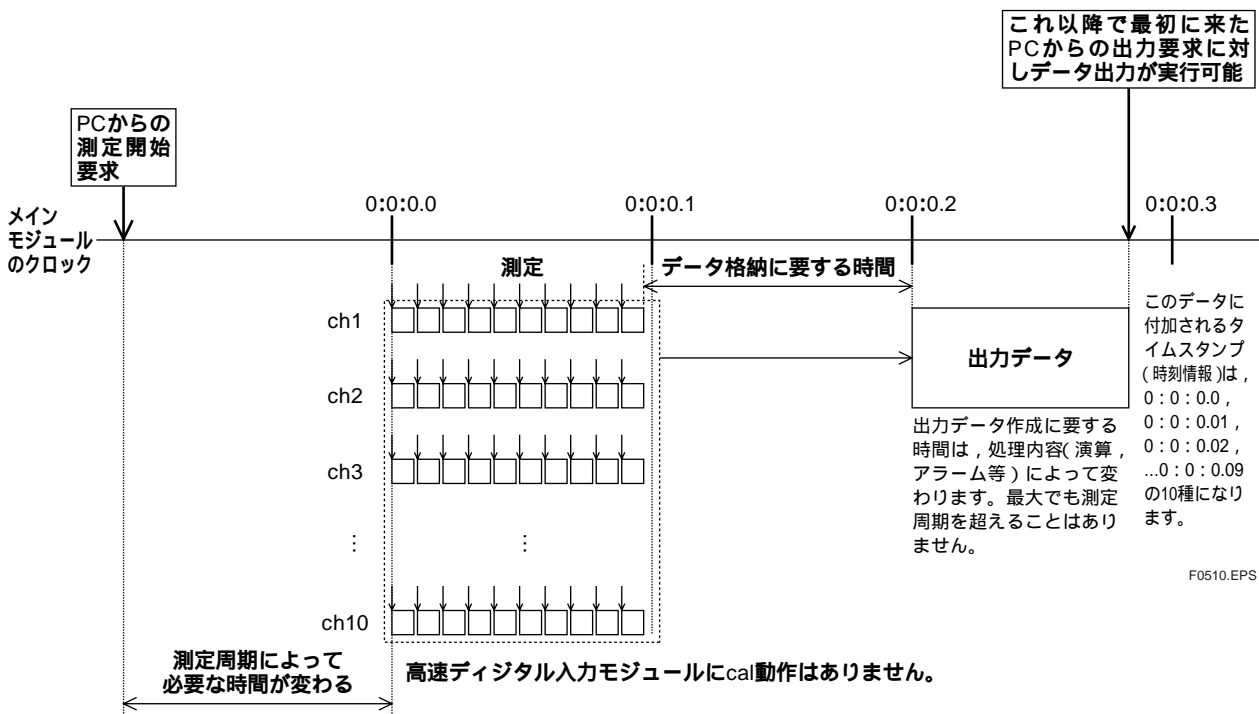 これ以降で最初に来た
PCからの出力要求に対
しデータ出力が実行可能
PCからの
測定開始
要求
メイン
モジュール
のクロック
0:0:0.0
0:0:0.1
0:0:0.2
0:0:0.3
測定
データ格納に要する時間
ch1
ch2
ch3
⋮
⋮
ch10
出力データ
出力データ作成に要する
時間は，処理内容（演算，
アラーム等）によって変
わります。最大でも測定
周期を超えることはあり
ません。
このデータに
付加されるタ
イムスタンプ
（時刻情報）は，
0：0：0.0，
0：0：0.01，
0：0：0.02，
...0：0：0.09
の10種になり
ます。
F0510.EPS
測定周期によって
必要な時間が変わる
高速ディジタル入力モジュールにcal動作はありません。